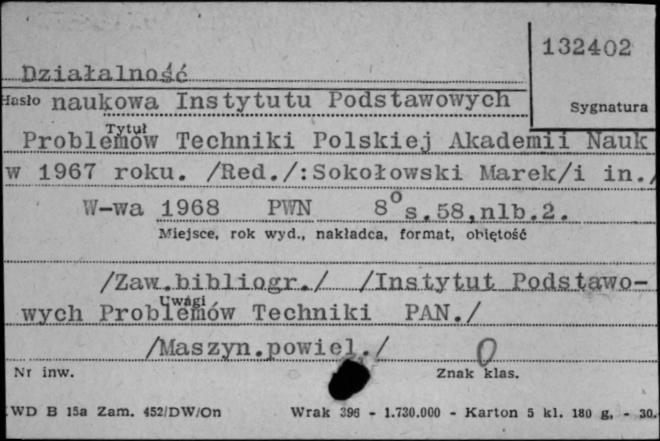 132402
Działalność
Hasło naukowa Instytutu Podstawowych
Sygnatura
Tytuł
Problemów Techniki Polskiej Akademii Nauk
w 1967 roku. /Red./:Sokołowski Marek/i in./
W-wa 1968 PWN 8° s.58,nlb.2.
Miejsce, rok wyd., nakładca, format, objętość
/Zaw.bibliogr./ /Instytut Podstawo-
Uwagi
wych Problemów Techniki PAN./
/Maszyn.powiel./ 0
Nr inw. Znak klas.
WD B 15a Zam. 452/DW/On Wrak 396 - 1.730.000 - Karton 5 kl. 180 g. - 30.